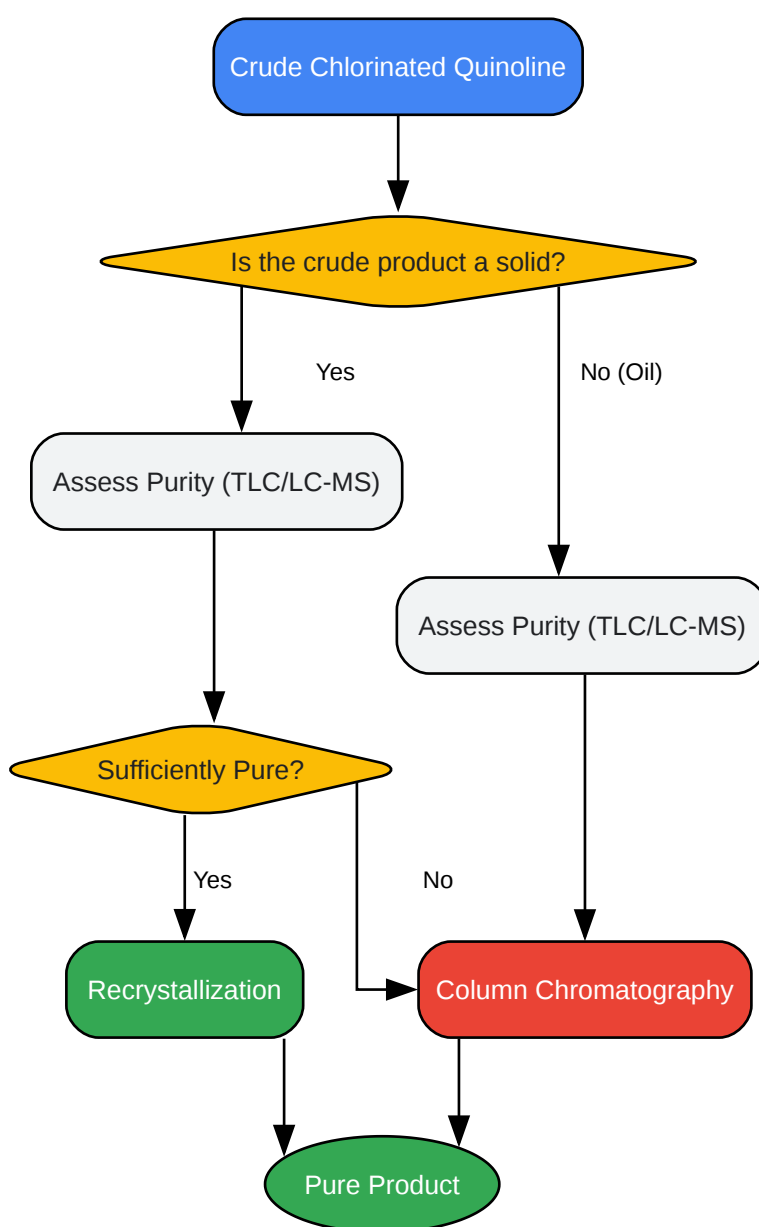 Crude Chlorinated Quinoline
Is the crude product a solid?
Yes
No (Oil)
Assess Purity (TLC/LC-MS)
Assess Purity (TLC/LC-MS)
Sufficiently Pure?
Yes
No
Recrystallization
Column Chromatography
Pure Product